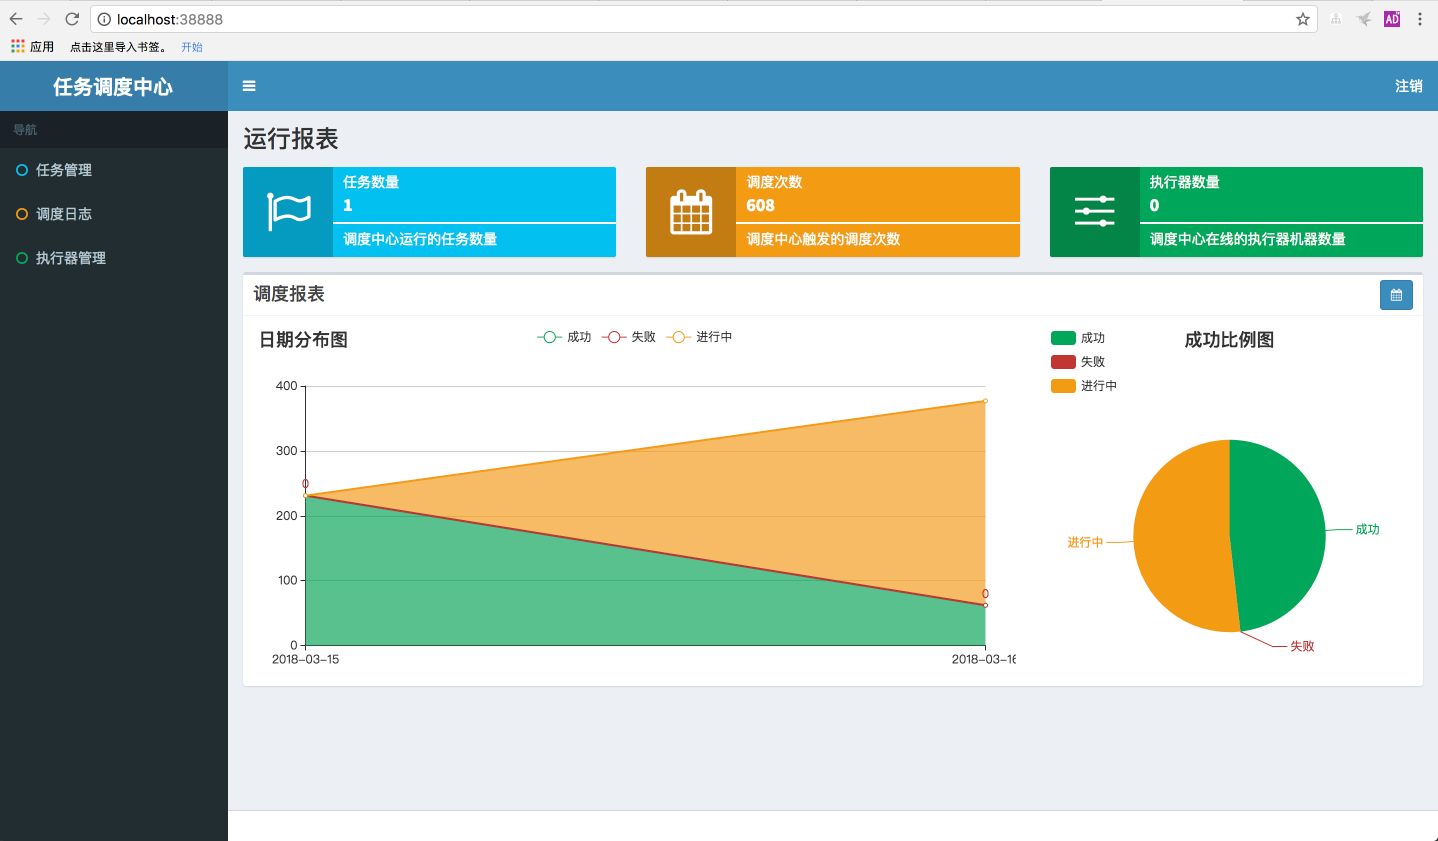 localhost:38888
AD
应用 点击这里导入书签。 开始
任务调度中心
注销
导航
任务管理
调度日志
执行器管理
运行报表
任务数量
1
调度中心运行的任务数量
调度次数
608
调度中心触发的调度次数
执行器数量
0
调度中心在线的执行器机器数量
调度报表
日期分布图
成功 失败 进行中
400
300
200
100
0
0
0
2018-03-15
2018-03-16
成功
失败
进行中
成功比例图
成功
进行中
失败